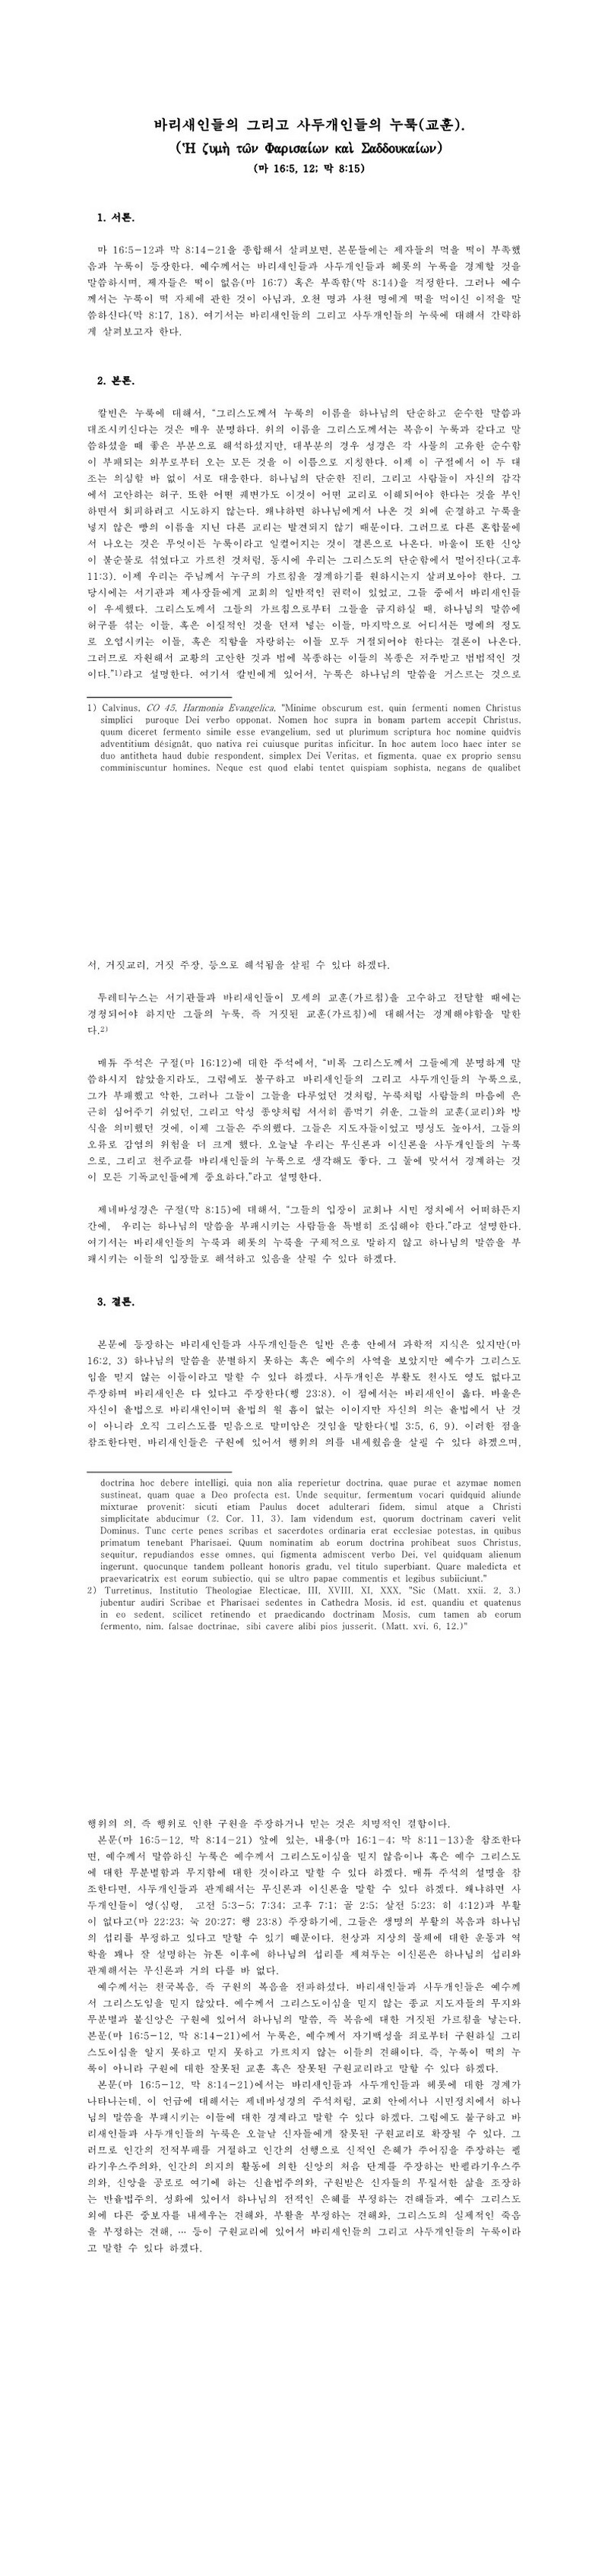 바리새인들의 그리고 사두개인들의 누룩(교훈).
(Ἡ ζυμὴ τῶν Φαρισαίων καὶ Σαδδουκαίων)
(마 16:5, 12; 막 8:15)
1. 서론.
마 16:5-12과 막 8:14-21을 종합해서 살펴보면, 본문들에는 제자들의 먹을 떡이 부족했
음과 누룩이 등장한다. 예수께서는 바리새인들과 사두개인들과 헤롯의 누룩을 경계할 것을
말씀하시며, 제자들은 떡이 없음(마 16:7) 혹은 부족함(막 8:14)을 걱정한다. 그러나 예수
께서는 누룩이 떡 자체에 관한 것이 아님과, 오천 명과 사천 명에게 떡을 먹이신 이적을 말
씀하신다(막 8:17, 18). 여기서는 바리새인들의 그리고 사두개인들의 누룩에 대해서 간략하
게 살펴보고자 한다.
2. 본론.
칼빈은 누룩에 대해서, "그리스도께서 누룩의 이름을 하나님의 단순하고 순수한 말씀과
대조시키신다는 것은 매우 분명하다. 위의 이름을 그리스도께서는 복음이 누룩과 같다고 말
씀하셨을 때 좋은 부분으로 해석하셨지만, 대부분의 경우 성경은 각 사물의 고유한 순수함
이 부패되는 외부로부터 오는 모든 것을 이 이름으로 지칭한다. 이제 이 구절에서 이 두 대
조는 의심할 바 없이 서로 대응한다. 하나님의 단순한 진리, 그리고 사람들이 자신의 감각
에서 고안하는 허구. 또한 어떤 궤변가도 이것이 어떤 교리로 이해되어야 한다는 것을 부인
하면서 회피하려고 시도하지 않는다. 왜냐하면 하나님에게서 나온 것 외에 순결하고 누룩을
넣지 않은 빵의 이름을 지닌 다른 교리는 발견되지 않기 때문이다. 그러므로 다른 혼합물에
서 나오는 것은 무엇이든 누룩이라고 일컬어지는 것이 결론으로 나온다. 바울이 또한 신앙
이 불순물로 섞였다고 가르친 것처럼, 동시에 우리는 그리스도의 단순함에서 멀어진다(고후
11:3). 이제 우리는 주님께서 누구의 가르침을 경계하기를 원하시는지 살펴보아야 한다. 그
당시에는 서기관과 제사장들에게 교회의 일반적인 권력이 있었고, 그들 중에서 바리새인들
이 우세했다. 그리스도께서 그들의 가르침으로부터 그들을 금지하실 때, 하나님의 말씀에
허구를 섞는 이들, 혹은 이질적인 것을 던져 넣는 이들, 마지막으로 어디서든 명예의 정도
로 오염시키는 이들, 혹은 직함을 자랑하는 이들 모두 거절되어야 한다는 결론이 나온다.
그러므로 자원해서 교황의 고안한 것과 법에 복종하는 이들의 복종은 저주받고 범법적인 것
이다."1)라고 설명한다. 여기서 칼빈에게 있어서, 누룩은 하나님의 말씀을 거스르는 것으로
1) Calvinus, CO 45, Harmonia Evangelica, "Minime obscurum est, quin fermenti nomen Christus
simplici puroque Dei verbo opponat. Nomen hoc supra in bonam partem accepit Christus,
quum diceret fermento simile esse evangelium, sed ut plurimum scriptura hoc nomine quidvis
adventitium désignât, quo nativa rei cuiusque puritas inficitur. In hoc autem loco haec inter se
duo antitheta haud dubie respondent, simplex Dei Veritas, et figmenta, quae ex proprio sensu
comminiscuntur homines. Neque est quod elabi tentet quispiam sophista, negans de qualibet
서, 거짓교리, 거짓 주장, 등으로 해석됨을 살필 수 있다 하겠다.
투레티누스는 서기관들과 바리새인들이 모세의 교훈(가르침)을 고수하고 전달할 때에는
경청되어야 하지만 그들의 누룩, 즉 거짓된 교훈(가르침)에 대해서는 경계해야함을 말한
다.2)
매튜 주석은 구절(마 16:12)에 대한 주석에서, "비록 그리스도께서 그들에게 분명하게 말
씀하시지 않았을지라도, 그럼에도 불구하고 바리새인들의 그리고 사두개인들의 누룩으로,
그가 부패했고 악한, 그러나 그들이 그들을 다루었던 것처럼, 누룩처럼 사람들의 마음에 은
근히 심어주기 쉬었던, 그리고 악성 종양처럼 서서히 좀먹기 쉬운, 그들의 교훈(교리)와 방
식을 의미했던 것에, 이제 그들은 주의했다. 그들은 지도자들이었고 명성도 높아서, 그들의
오류로 감염의 위험을 더 크게 했다. 오늘날 우리는 무신론과 이신론을 사두개인들의 누룩
으로, 그리고 천주교를 바리새인들의 누룩으로 생각해도 좋다. 그 둘에 맞서서 경계하는 것
이 모든 기독교인들에게 중요하다."라고 설명한다.
제네바성경은 구절(막 8:15)에 대해서, "그들의 입장이 교회나 시민 정치에서 어떠하든지
간에, 우리는 하나님의 말씀을 부패시키는 사람들을 특별히 조심해야 한다."라고 설명한다.
여기서는 바리새인들의 누룩과 헤롯의 누룩을 구체적으로 말하지 않고 하나님의 말씀을 부
패시키는 이들의 입장들로 해석하고 있음을 살필 수 있다 하겠다.
3. 결론.
본문에 등장하는 바리새인들과 사두개인들은 일반 은총 안에서 과학적 지식은 있지만(마
16:2, 3) 하나님의 말씀을 분별하지 못하는 혹은 예수의 사역을 보았지만 예수가 그리스도
임을 믿지 않는 이들이라고 말할 수 있다 하겠다. 사두개인은 부활도 천사도 영도 없다고
주장하며 바리새인은 다 있다고 주장한다(행 23:8). 이 점에서는 바리새인이 옳다. 바울은
자신이 율법으로 바리새인이며 율법의 원 흠이 없는 이이지만 자신의 의는 율법에서 난 것
이 아니라 오직 그리스도를 믿음으로 말미암은 것임을 말한다(빌 3:5, 6, 9). 이러한 점을
참조한다면, 바리새인들은 구원에 있어서 행위의 의를 내세웠음을 살필 수 있다 하겠으며,
doctrina hoc debere intelligi, quia non alia reperietur doctrina, quae purae et azymae nomen
sustineat, quam quae a Deo profecta est. Unde sequitur, fermentum vocari quidquid aliunde
mixturae provenit: sicuti etiam Paulus docet adulterari fidem, simul atque a Christi
simplicitate abducimur (2. Cor. 11, 3). Iam videndum est, quorum doctrinam caveri velit
Dominus. Tunc certe penes scribas et sacerdotes ordinaria erat ecclesiae potestas, in quibus
primatum tenebant Pharisaei. Quum nominatim ab eorum doctrina prohibeat suos Christus,
sequitur, repudiandos esse omnes, qui figmenta admiscent verbo Dei, vel quidquam alienum
ingerunt, quocunque tandem polleant honoris gradu, vel titulo superbiant. Quare maledicta et
praevaricatrix est eorum subiectio, qui se ultro papae commentis et legibus subiiciunt."
2) Turretinus, Institutio Theologiae Electicae, III, XVIII, XI, XXX, "Sic (Matt. xxii. 2, 3.)
jubentur audiri Scribae et Pharisaei sedentes in Cathedra Mosis, id est, quandiu et quatenus
in eo sedent, scilicet retinendo et praedicando doctrinam Mosis, cum tamen ab eorum
fermento, nim. falsae doctrinae, sibi cavere alibi pios jusserit. (Matt. xvi. 6, 12.)"
행위의 의, 즉 행위로 인한 구원을 주장하거나 믿는 것은 치명적인 결함이다.
본문(마 16:5-12, 막 8:14-21) 앞에 있는, 내용(마 16:1-4; 막 8:11-13)을 참조한다
면, 예수께서 말씀하신 누룩은 예수께서 그리스도이심을 믿지 않음이나 혹은 예수 그리스도
에 대한 무분별함과 무지함에 대한 것이라고 말할 수 있다 하겠다. 매튜 주석의 설명을 참
조한다면, 사두개인들과 관계해서는 무신론과 이신론을 말할 수 있다 하겠다. 왜냐하면 사
두개인들이 영(심령, 고전 5:3-5; 7:34; 고후 7:1; 골 2:5; 살전 5:23; 히 4:12)과 부활
이 없다고(마 22:23; 눅 20:27; 행 23:8) 주장하기에, 그들은 생명의 부활의 복음과 하나님
의 섭리를 부정하고 있다고 말할 수 있기 때문이다. 천상과 지상의 물체에 대한 운동과 역
학을 꽤나 잘 설명하는 뉴톤 이후에 하나님의 섭리를 제쳐두는 이신론은 하나님의 섭리와
관계해서는 무신론과 거의 다를 바 없다.
예수께서는 천국복음, 즉 구원의 복음을 전파하셨다. 바리새인들과 사두개인들은 예수께
서 그리스도임을 믿지 않았다. 예수께서 그리스도이심을 믿지 않는 종교 지도자들의 무지와
무분별과 불신앙은 구원에 있어서 하나님의 말씀, 즉 복음에 대한 거짓된 가르침을 낳는다.
본문(마 16:5-12, 막 8:14-21)에서 누룩은, 예수께서 자기백성을 죄로부터 구원하실 그리
스도이심을 알지 못하고 믿지 못하고 가르치지 않는 이들의 견해이다. 즉, 누룩이 떡의 누
룩이 아니라 구원에 대한 잘못된 교훈 혹은 잘못된 구원교리라고 말할 수 있다 하겠다.
본문(마 16:5-12, 막 8:14-21)에서는 바리새인들과 사두개인들과 헤롯에 대한 경계가
나타나는데, 이 언급에 대해서는 제네바성경의 주석처럼, 교회 안에서나 시민정치에서 하나
님의 말씀을 부패시키는 이들에 대한 경계라고 말할 수 있다 하겠다. 그럼에도 불구하고 바
리새인들과 사두개인들의 누룩은 오늘날 신자들에게 잘못된 구원교리로 확장될 수 있다. 그
러므로 인간의 전적부패를 거절하고 인간의 선행으로 신적인 은혜가 주어짐을 주장하는 펠
라기우스주의와, 인간의 의지의 활동에 의한 신앙의 처음 단계를 주장하는 반펠라기우스주
의와, 신앙을 공로로 여기에 하는 신율법주의와, 구원받은 신자들의 무질서한 삶을 조장하
는 반율법주의, 성화에 있어서 하나님의 전적인 은혜를 부정하는 견해들과, 예수 그리스도
외에 다른 중보자를 내세우는 견해와, 부활을 부정하는 견해와, 그리스도의 실제적인 죽음
을 부정하는 견해, … 등이 구원교리에 있어서 바리새인들의 그리고 사두개인들의 누룩이라
고 말할 수 있다 하겠다.